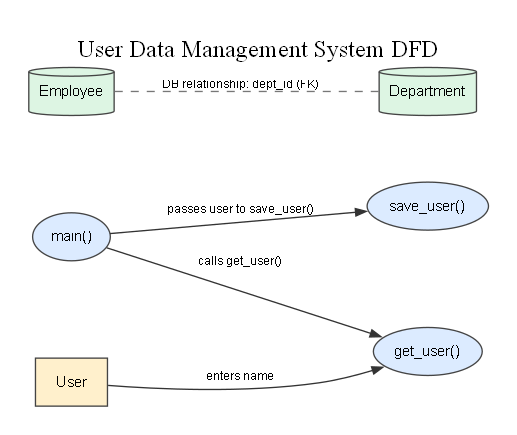 User Data Management System DFD
Employee
DB relationship: dept_id (FK)
Department
passes user to save_user()
save_user()
main()
calls get_user()
get_user()
User
enters name